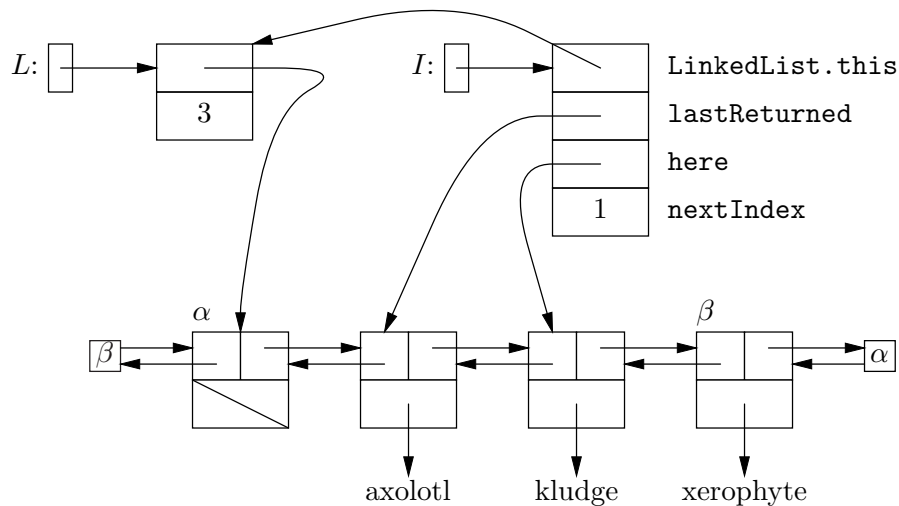 L: I: LinkedList.this
3 lastReturned
here
1 nextIndex
α β
β α
axolotl kludge xerophyte